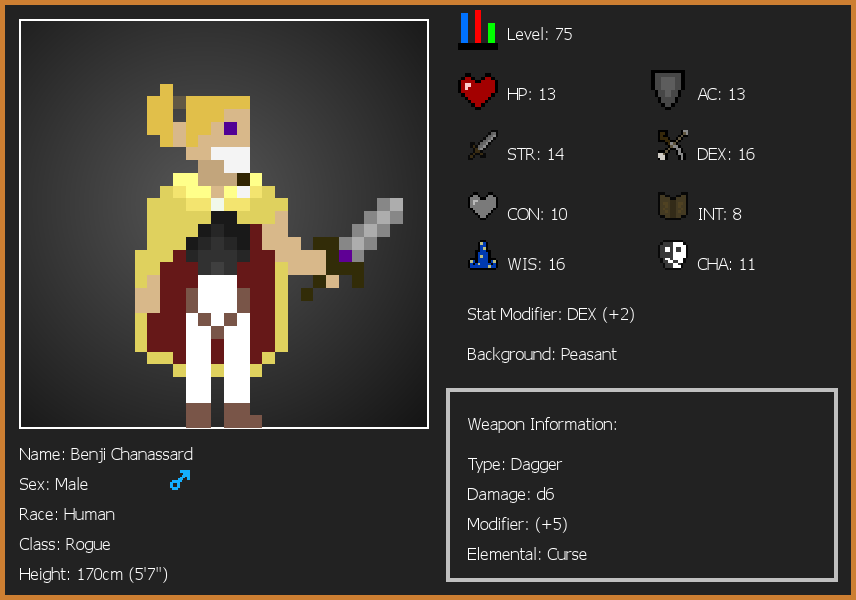 Level: 75
HP: 13
AC: 13
STR: 14
DEX: 16
CON: 10
INT: 8
WIS: 16
CHA: 11
Stat Modifier: DEX (+2)
Background: Peasant
Weapon Information:
Type: Dagger
Damage: d6
Modifier: (+5)
Elemental: Curse
Name: Benji Chanassard
Sex: Male
Race: Human
Class: Rogue
Height: 170cm (5'7")